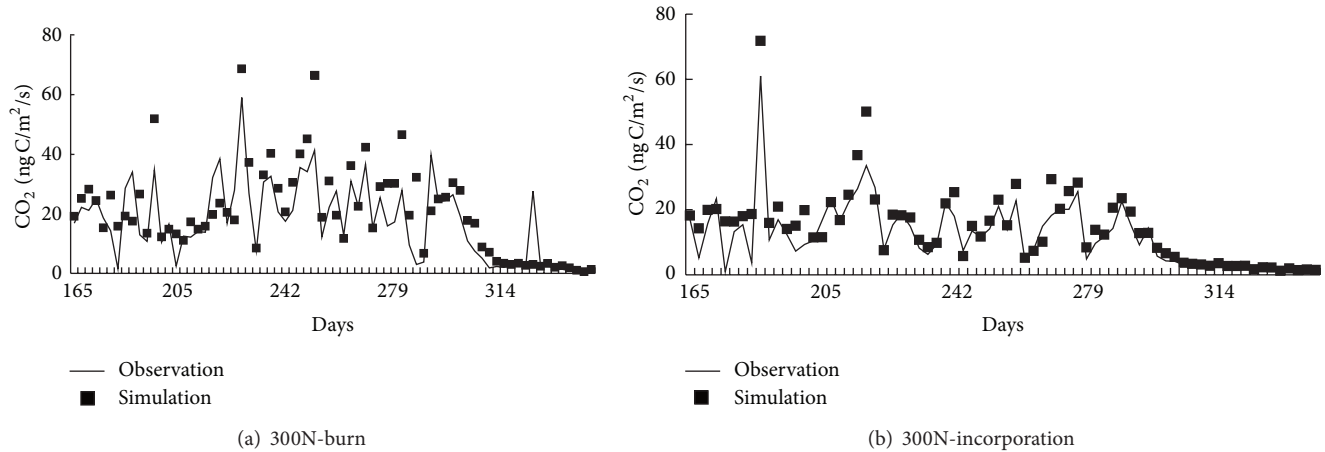 80
60
40
20
0
CO₂ (ng C/m²/s)
165 205 242 279 314
Days
Observation
Simulation
(a) 300N-burn
80
60
40
20
0
CO₂ (ng C/m²/s)
165 205 242 279 314
Days
Observation
Simulation
(b) 300N-incorporation